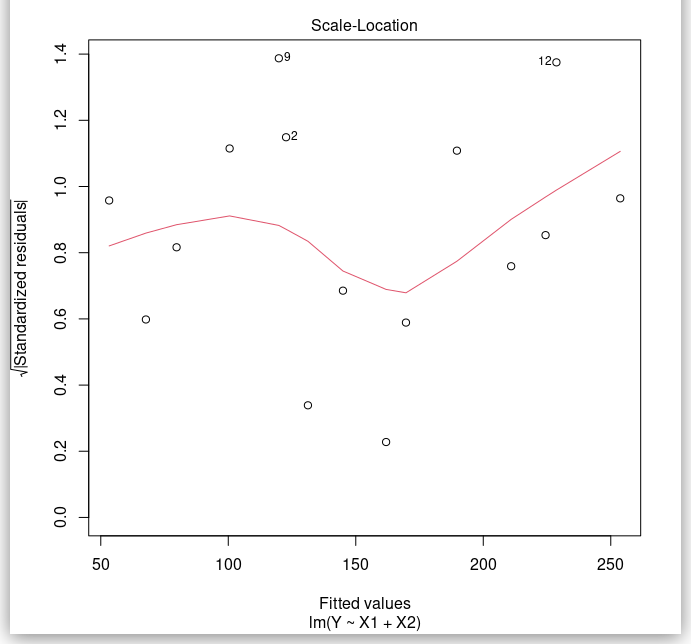 Scale-Location
1.4
1.2
1.0
0.8
0.6
0.4
0.2
0.0
√|Standardized residuals|
9
12
2
50 100 150 200 250
Fitted values
lm(Y ~ X1 + X2)